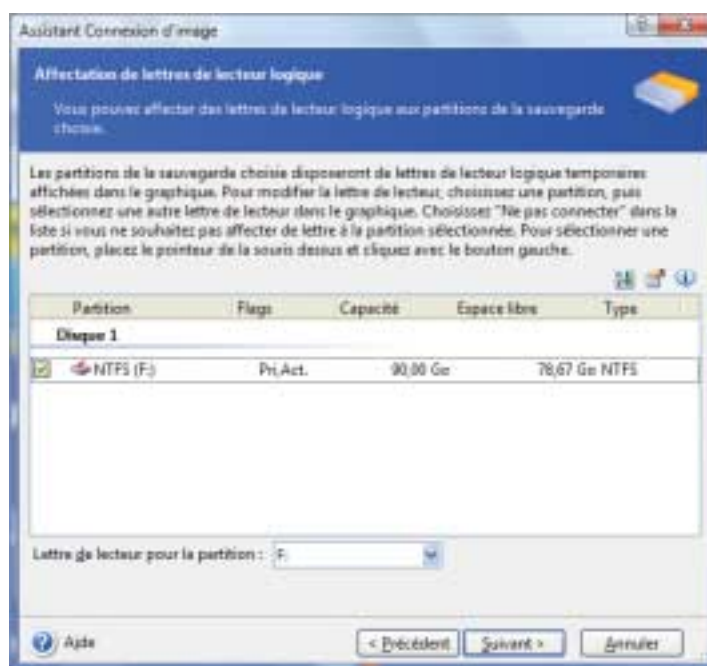 Assistant Connexion d'image
Affectation de lettres de lecteur logique
Vous pouvez affecter des lettres de lecteur logique aux partitions de la sauvegarde
choisie.
Les partitions de la sauvegarde choisie disposeront de lettres de lecteur logique temporaires
affichées dans le graphique. Pour modifier la lettre de lecteur, choisissez une partition, puis
sélectionnez une autre lettre de lecteur dans le graphique. Choisissez "Ne pas connecter" dans la
liste si vous ne souhaitez pas affecter de lettre à la partition sélectionnée. Pour sélectionner une
partition, placez le pointeur de la souris dessus et cliquez avec le bouton gauche.
Partition Flags Capacité Espace libre Type
Disque 1
NTFS (F:) Pri,Act. 90,00 Go 78,67 Go NTFS
Lettre de lecteur pour la partition : F:
Aide < Précédent Suivant > Annuler